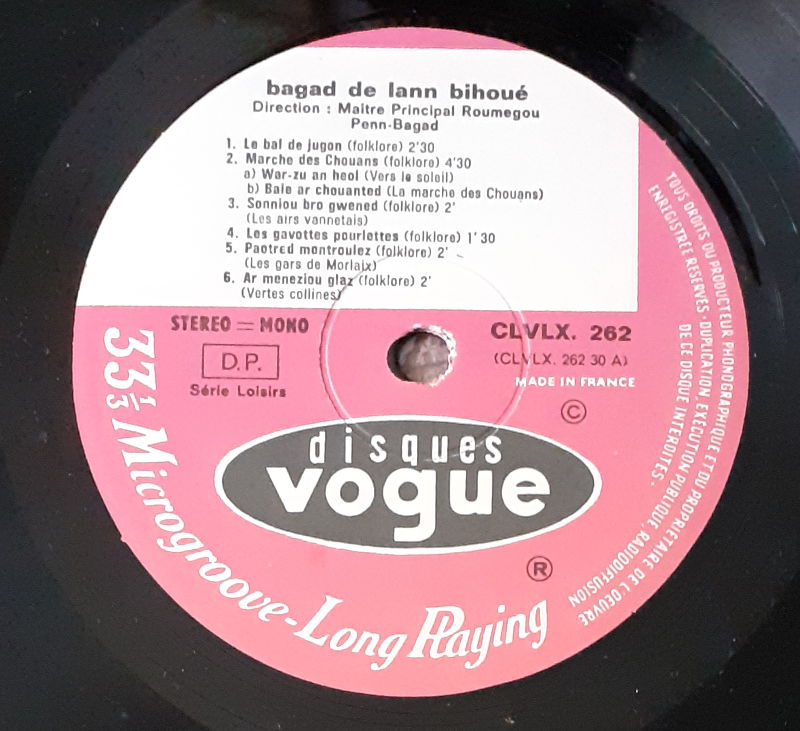 bagad de lann bihoué
Direction : Maitre Principal Roumegou
Penn-Bagad
1. Le bal de jugon (folklore) 2'30
2. Marche des Chouans (folklore) 4'30
a) War-zu an heol (Vers le soleil)
b) Bale ar chouanted (La marche des Chouans)
3. Sonniou bro gwened (folklore) 2'
(Les airs vannetais)
4. Les gavottes pourlettes (folklore) 1'30
5. Paotred montroulez (folklore) 2'
(Les gars de Morlaix)
6. Ar meneziou glaz (folklore) 2'
(Vertes collines)
STEREO = MONO
D.P.
Série Loisirs
CLVLX. 262
(CLVLX. 262 30 A)
MADE IN FRANCE
©
disques
vogue
®
33 1/3 Microgroove - Long Playing
TOUS DROITS DU PRODUCTEUR PHONOGRAPHIQUE ET DU PROPRIETAIRE DE L'OEUVRE
ENREGISTREE RESERVES · DUPLICATION, EXECUTION PUBLIQUE, RADIODIFFUSION
DE CE DISQUE INTERDITES ·